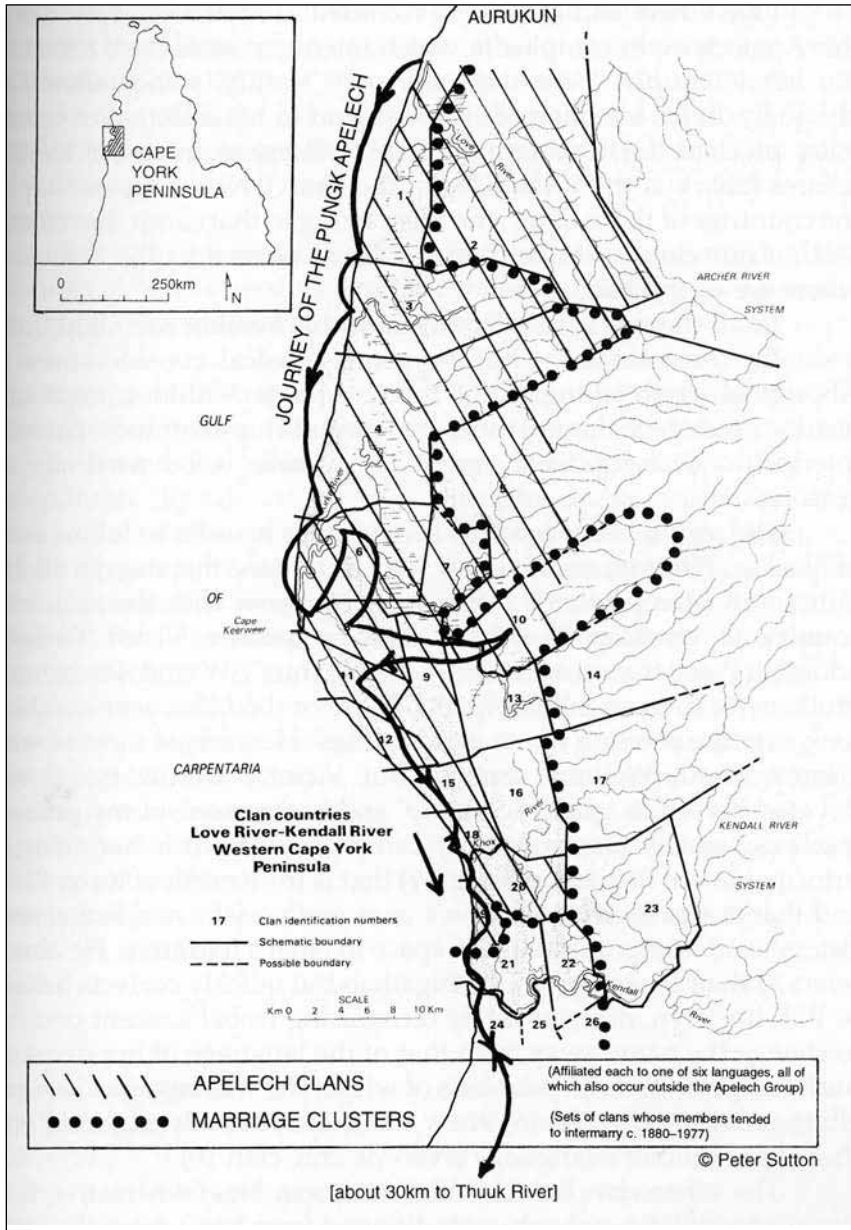 AURUKUN
CAPE
YORK
PENINSULA
0 250km
N
JOURNEY OF THE PUNGK APELECH
Love River
1
2
3
ARCHER RIVER
SYSTEM
GULF
6
OF
Cape
Keerweer
10
11
9
13
14
12
CARPENTARIA
15
16
River
17
Clan countries
Love River–Kendall River
Western Cape York
Peninsula
18
Knox
KENDALL RIVER
SYSTEM
20
19
23
17 Clan identification numbers
Schematic boundary
Possible boundary
21
22
Kendall
River
SCALE
Km 0 2 4 6 8 10 Km
24
25
26
APELECH CLANS
(Affiliated each to one of six languages, all of
which also occur outside the Apelech Group)
MARRIAGE CLUSTERS
(Sets of clans whose members tended
to intermarry c. 1880–1977)
© Peter Sutton
[about 30km to Thuuk River]